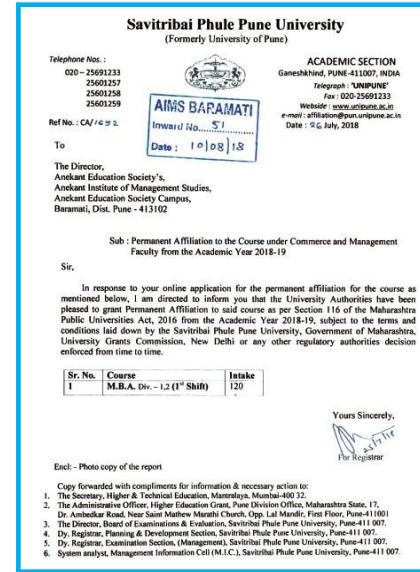 Savitribai Phule Pune University
(Formerly University of Pune)
Telephone Nos. :
020 – 25691233
25601257
25601258
25601259
Ref No. : CA/1692
ACADEMIC SECTION
Ganeshkhind, PUNE-411007, INDIA
Telegraph : 'UNIPUNE'
Fax : 020-25691233
Webside : www.unipune.ac.in
e-mail : affiliation@pun.unipune.ac.in
Date : 26 July, 2018
AIMS BARAMATI
Inward No. 51
Date : 10/08/18
To
The Director,
Anekant Education Society's,
Anekant Institute of Management Studies,
Anekant Education Society Campus,
Baramati, Dist. Pune - 413102
Sub : Permanent Affiliation to the Course under Commerce and Management
Faculty from the Academic Year 2018-19
Sir,
In response to your online application for the permanent affiliation for the course as
mentioned below, I am directed to inform you that the University Authorities have been
pleased to grant Permanent Affiliation to said course as per Section 116 of the Maharashtra
Public Universities Act, 2016 from the Academic Year 2018-19, subject to the terms and
conditions laid down by the Savitribai Phule Pune University, Government of Maharashtra,
University Grants Commission, New Delhi or any other regulatory authorities decision
enforced from time to time.
Sr. No. Course Intake
1 M.B.A. Div. – 1,2 (1st Shift) 120
Yours Sincerely,
25/7/18
For Registrar
Encl: - Photo copy of the report
Copy forwarded with compliments for information & necessary action to:
1. The Secretary, Higher & Technical Education, Mantralaya, Mumbai-400 32.
2. The Administrative Officer, Higher Education Grant, Pune Division Office, Maharashtra State, 17,
Dr. Ambedkar Road, Near Saint Mathew Marathi Church, Opp. Lal Mandir, First Floor, Pune-411001
3. The Director, Board of Examinations & Evaluation, Savitribai Phule Pune University, Pune-411 007.
4. Dy. Registrar, Planning & Development Section, Savitribai Phule Pune University, Pune-411 007.
5. Dy. Registrar, Examination Section, (Management), Savitribai Phule Pune University, Pune-411 007.
6. System analyst, Management Information Cell (M.I.C.), Savitribai Phule Pune University, Pune-411 007.